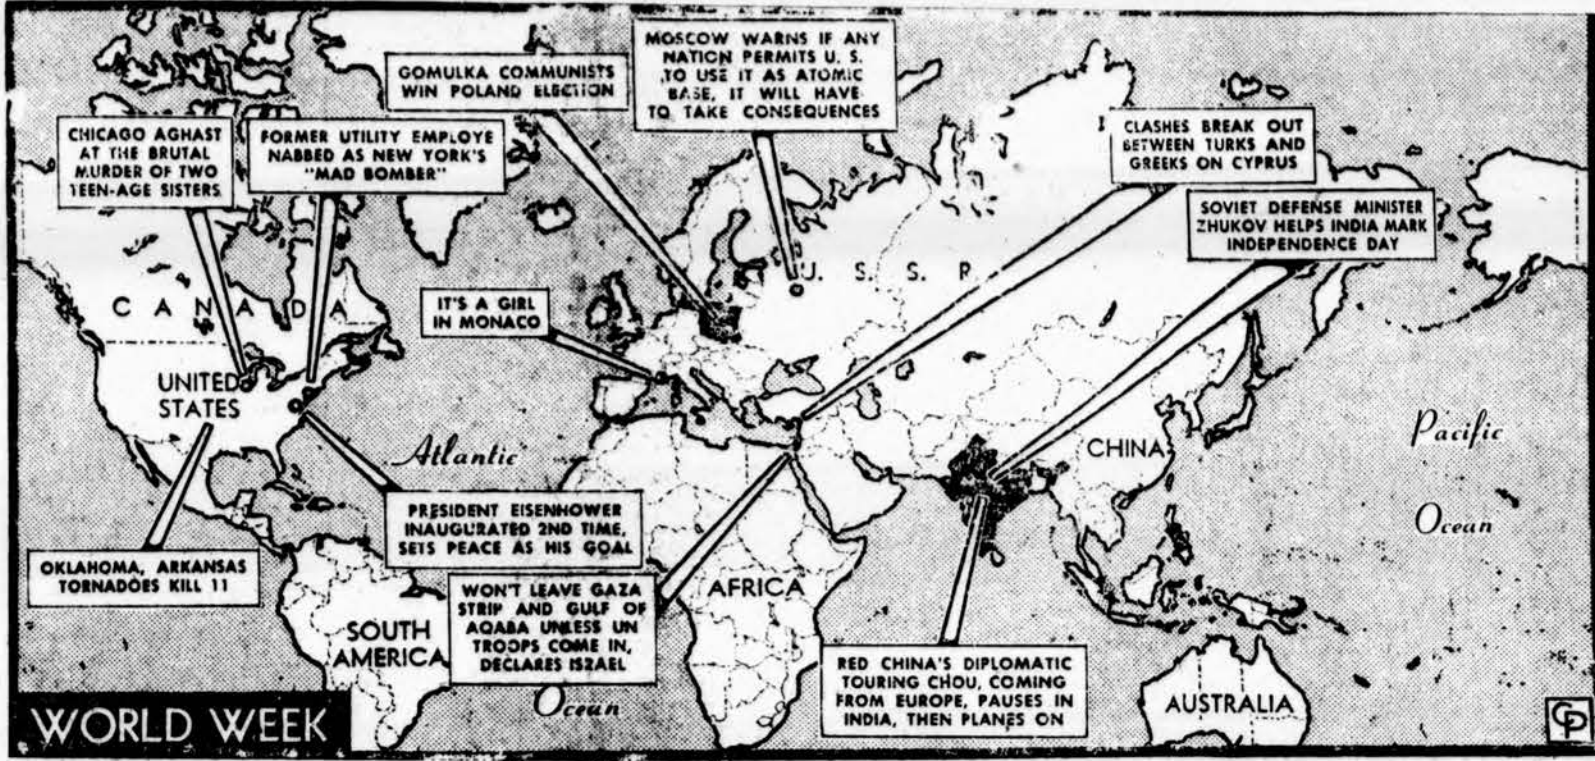 MOSCOW WARNS IF ANY
NATION PERMITS U. S.
TO USE IT AS ATOMIC
BASE, IT WILL HAVE
TO TAKE CONSEQUENCES
GOMULKA COMMUNISTS
WIN POLAND ELECTION
CHICAGO AGHAST
AT THE BRUTAL
MURDER OF TWO
TEEN-AGE SISTERS
FORMER UTILITY EMPLOYE
NABBED AS NEW YORK'S
"MAD BOMBER"
CLASHES BREAK OUT
BETWEEN TURKS AND
GREEKS ON CYPRUS
SOVIET DEFENSE MINISTER
ZHUKOV HELPS INDIA MARK
INDEPENDENCE DAY
U. S. S. R.
CANADA
IT'S A GIRL
IN MONACO
UNITED
STATES
Atlantic
CHINA
Pacific
Ocean
PRESIDENT EISENHOWER
INAUGURATED 2ND TIME,
SETS PEACE AS HIS GOAL
OKLAHOMA, ARKANSAS
TORNADOES KILL 11
WON'T LEAVE GAZA
STRIP AND GULF OF
AQABA UNLESS UN
TROOPS COME IN,
DECLARES ISRAEL
AFRICA
SOUTH
AMERICA
RED CHINA'S DIPLOMATIC
TOURING CHOU, COMING
FROM EUROPE, PAUSES IN
INDIA, THEN PLANES ON
Ocean
AUSTRALIA
WORLD WEEK
CP